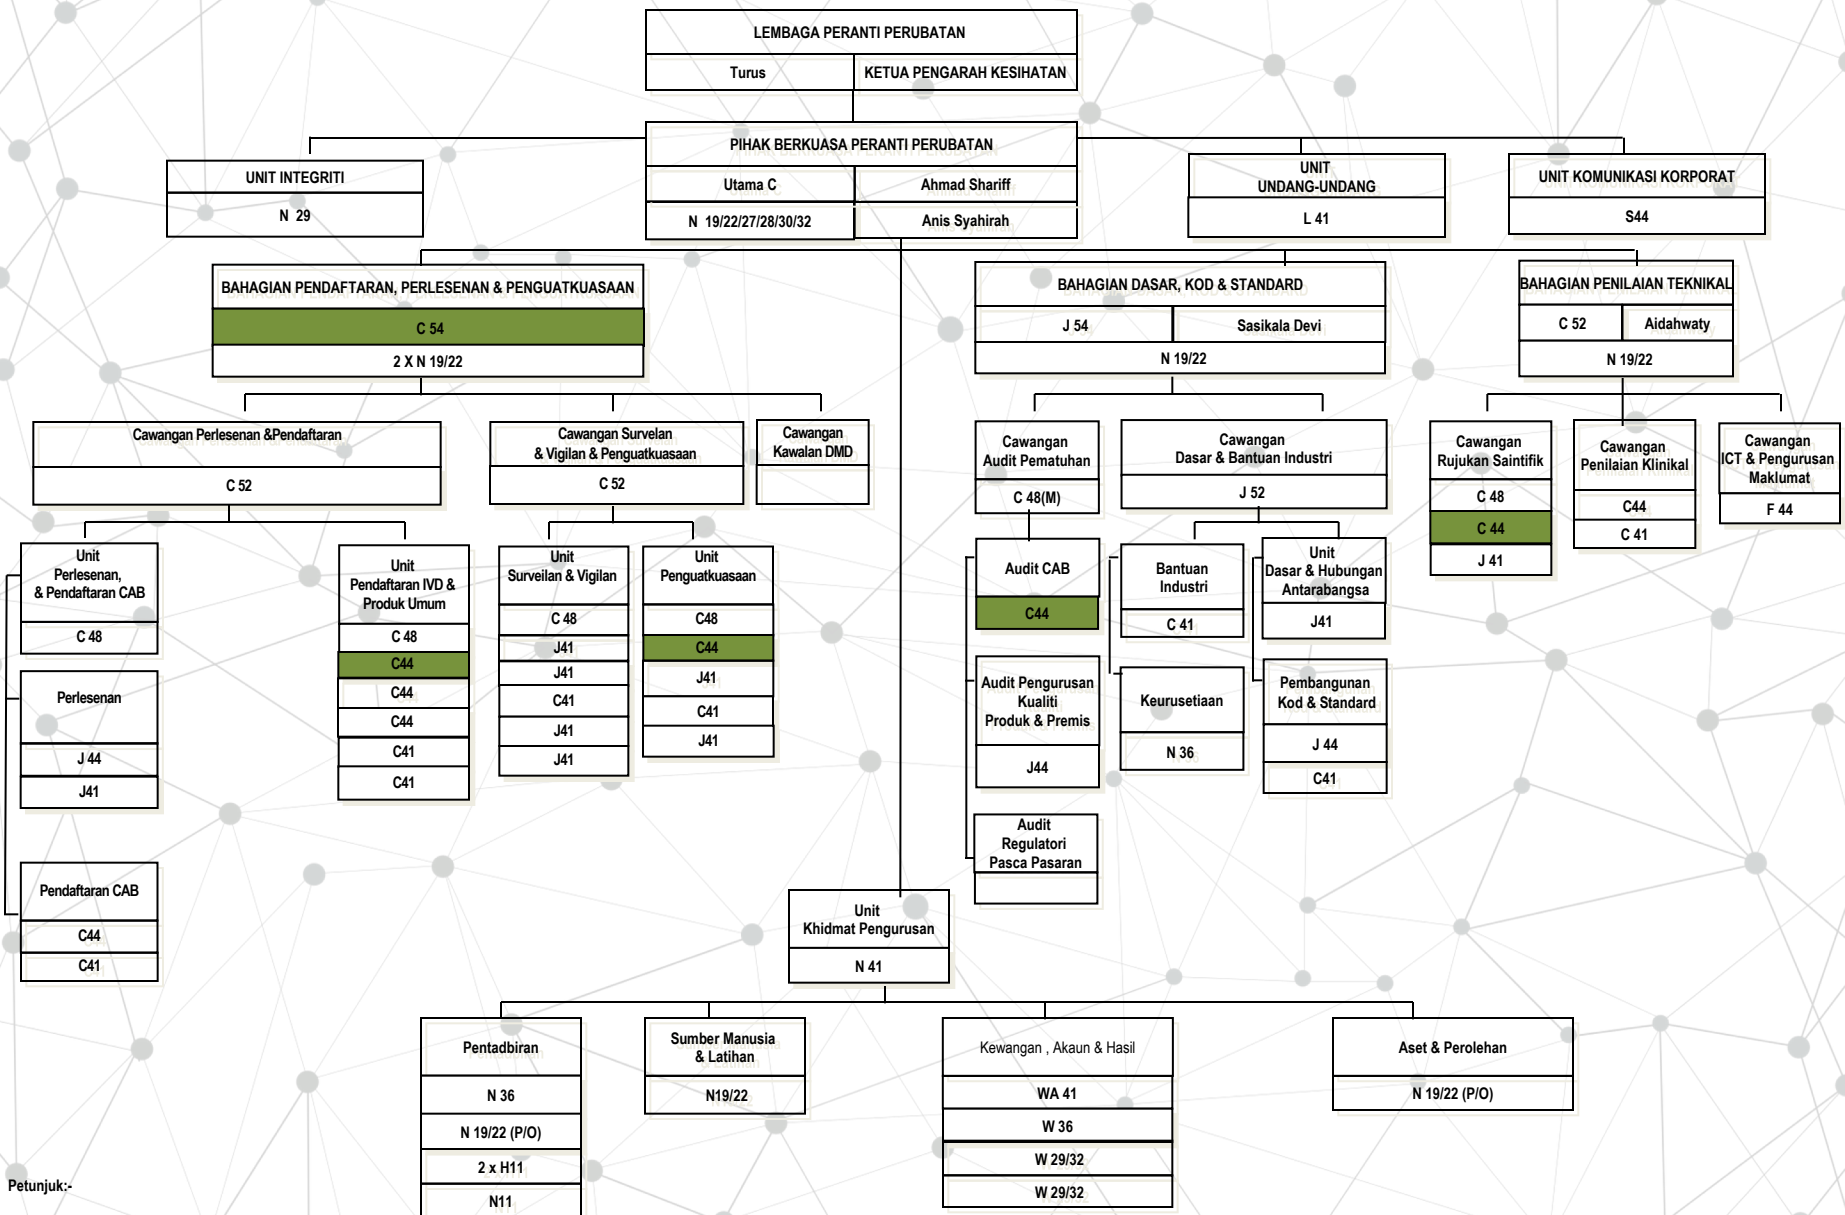 LEMBAGA PERANTI PERUBATAN
Turus
KETUA PENGARAH KESIHATAN
PIHAK BERKUASA PERANTI PERUBATAN
Utama C
Ahmad Shariff
N 19/22/27/28/30/32
Anis Syahirah
UNIT INTEGRITI
N 29
UNIT
UNDANG-UNDANG
L 41
UNIT KOMUNIKASI KORPORAT
S44
BAHAGIAN PENDAFTARAN, PERLESENAN & PENGUATKUASAAN
C 54
2 X N 19/22
BAHAGIAN DASAR, KOD & STANDARD
J 54
Sasikala Devi
N 19/22
BAHAGIAN PENILAIAN TEKNIKAL
C 52
Aidahwaty
N 19/22
Cawangan Perlesenan &Pendaftaran
C 52
Cawangan Survelan
& Vigilan & Penguatkuasaan
C 52
Cawangan
Kawalan DMD
Cawangan
Audit Pematuhan
C 48(M)
Cawangan
Dasar & Bantuan Industri
J 52
Cawangan
Rujukan Saintifik
C 48
C 44
J 41
Cawangan
Penilaian Klinikal
C44
C 41
Cawangan
ICT & Pengurusan
Maklumat
F 44
Unit
Perlesenan,
& Pendaftaran CAB
C 48
Perlesenan
J 44
J41
Pendaftaran CAB
C44
C41
Unit
Pendaftaran IVD &
Produk Umum
C 48
C44
C44
C44
C41
C41
Unit
Surveilan & Vigilan
C 48
J41
J41
C41
J41
J41
Unit
Penguatkuasaan
C48
C44
J41
C41
J41
Audit CAB
C44
Audit Pengurusan
Kualiti
Produk & Premis
J44
Audit
Regulatori
Pasca Pasaran
Bantuan
Industri
C 41
Keurusetiaan
N 36
Unit
Dasar & Hubungan
Antarabangsa
J41
Pembangunan
Kod & Standard
J 44
C41
Unit
Khidmat Pengurusan
N 41
Pentadbiran
N 36
N 19/22 (P/O)
2 x H11
N11
Sumber Manusia
& Latihan
N19/22
Kewangan , Akaun & Hasil
WA 41
W 36
W 29/32
W 29/32
Aset & Perolehan
N 19/22 (P/O)
Petunjuk:-